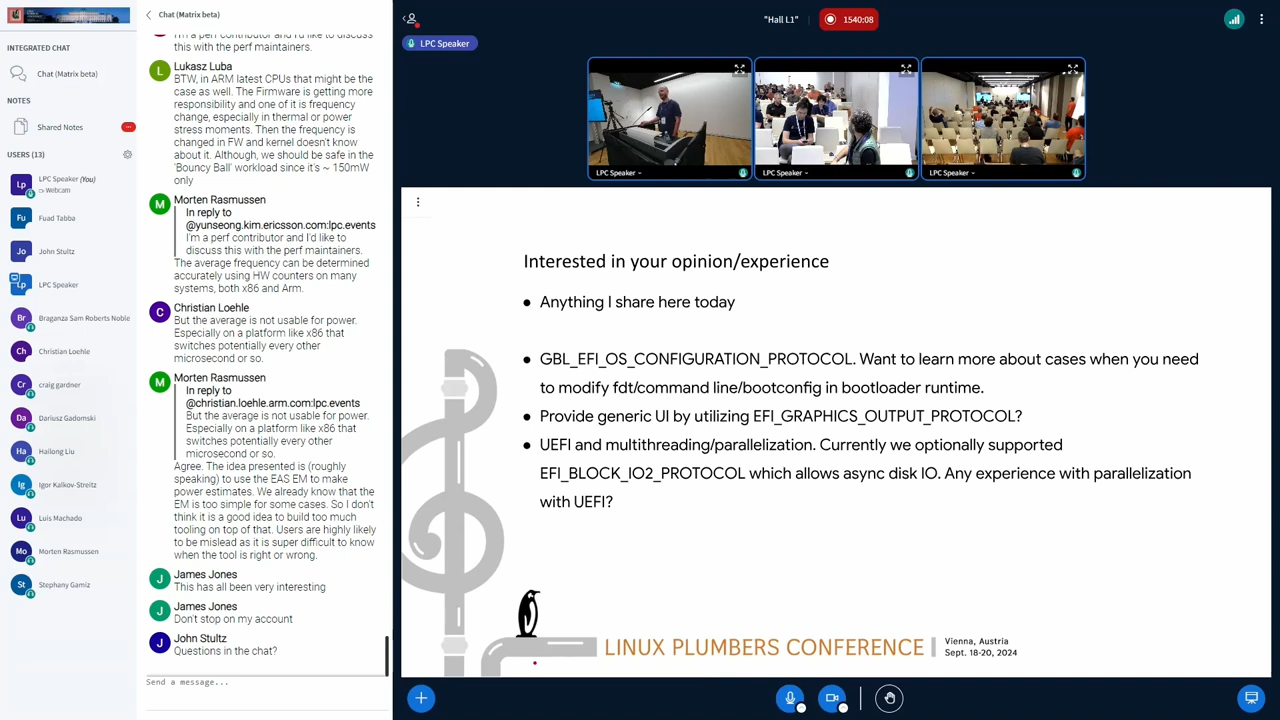 Chat (Matrix beta)
INTEGRATED CHAT
Chat (Matrix beta)
NOTES
Shared Notes
USERS (13)
Lp
LPC Speaker (You)
Webcam
Fu
Fuad Tabba
Jo
John Stultz
Lp
LPC Speaker
Br
Braganza Sam Roberts Noble
Ch
Christian Loehle
Cr
craig gardner
Da
Dariusz Gadomski
Ha
Hailong Liu
Ig
Igor Kalkov-Streitz
Lu
Luis Machado
Mo
Morten Rasmussen
St
Stephany Gamiz
I'm a perf contributor and I'd like to discuss
this with the perf maintainers.
L
Lukasz Luba
BTW, in ARM latest CPUs that might be the
case as well. The Firmware is getting more
responsibility and one of it is frequency
change, especially in thermal or power
stress moments. Then the frequency is
changed in FW and kernel doesn't know
about it. Although, we should be safe in the
'Bouncy Ball' workload since it's ~ 150mW
only
M
Morten Rasmussen
In reply to
@yunseong.kim.ericsson.com:lpc.events
I'm a perf contributor and I'd like to
discuss this with the perf maintainers.
The average frequency can be determined
accurately using HW counters on many
systems, both x86 and Arm.
C
Christian Loehle
But the average is not usable for power.
Especially on a platform like x86 that
switches potentially every other
microsecond or so.
M
Morten Rasmussen
In reply to
@christian.loehle.arm.com:lpc.events
But the average is not usable for power.
Especially on a platform like x86 that
switches potentially every other
microsecond or so.
Agree. The idea presented is (roughly
speaking) to use the EAS EM to make
power estimates. We already know that the
EM is too simple for some cases. So I don't
think it is a good idea to build too much
tooling on top of that. Users are highly likely
to be mislead as it is super difficult to know
when the tool is right or wrong.
J
James Jones
This has all been very interesting
J
James Jones
Don't stop on my account
J
John Stultz
Questions in the chat?
Send a message...
"Hall L1"
1540:08
LPC Speaker
LPC Speaker
LPC Speaker
LPC Speaker
Interested in your opinion/experience
● Anything I share here today
● GBL_EFI_OS_CONFIGURATION_PROTOCOL. Want to learn more about cases when you need
to modify fdt/command line/bootconfig in bootloader runtime.
● Provide generic UI by utilizing EFI_GRAPHICS_OUTPUT_PROTOCOL?
● UEFI and multithreading/parallelization. Currently we optionally supported
EFI_BLOCK_IO2_PROTOCOL which allows async disk IO. Any experience with parallelization
with UEFI?
LINUX PLUMBERS CONFERENCE
Vienna, Austria
Sept. 18-20, 2024